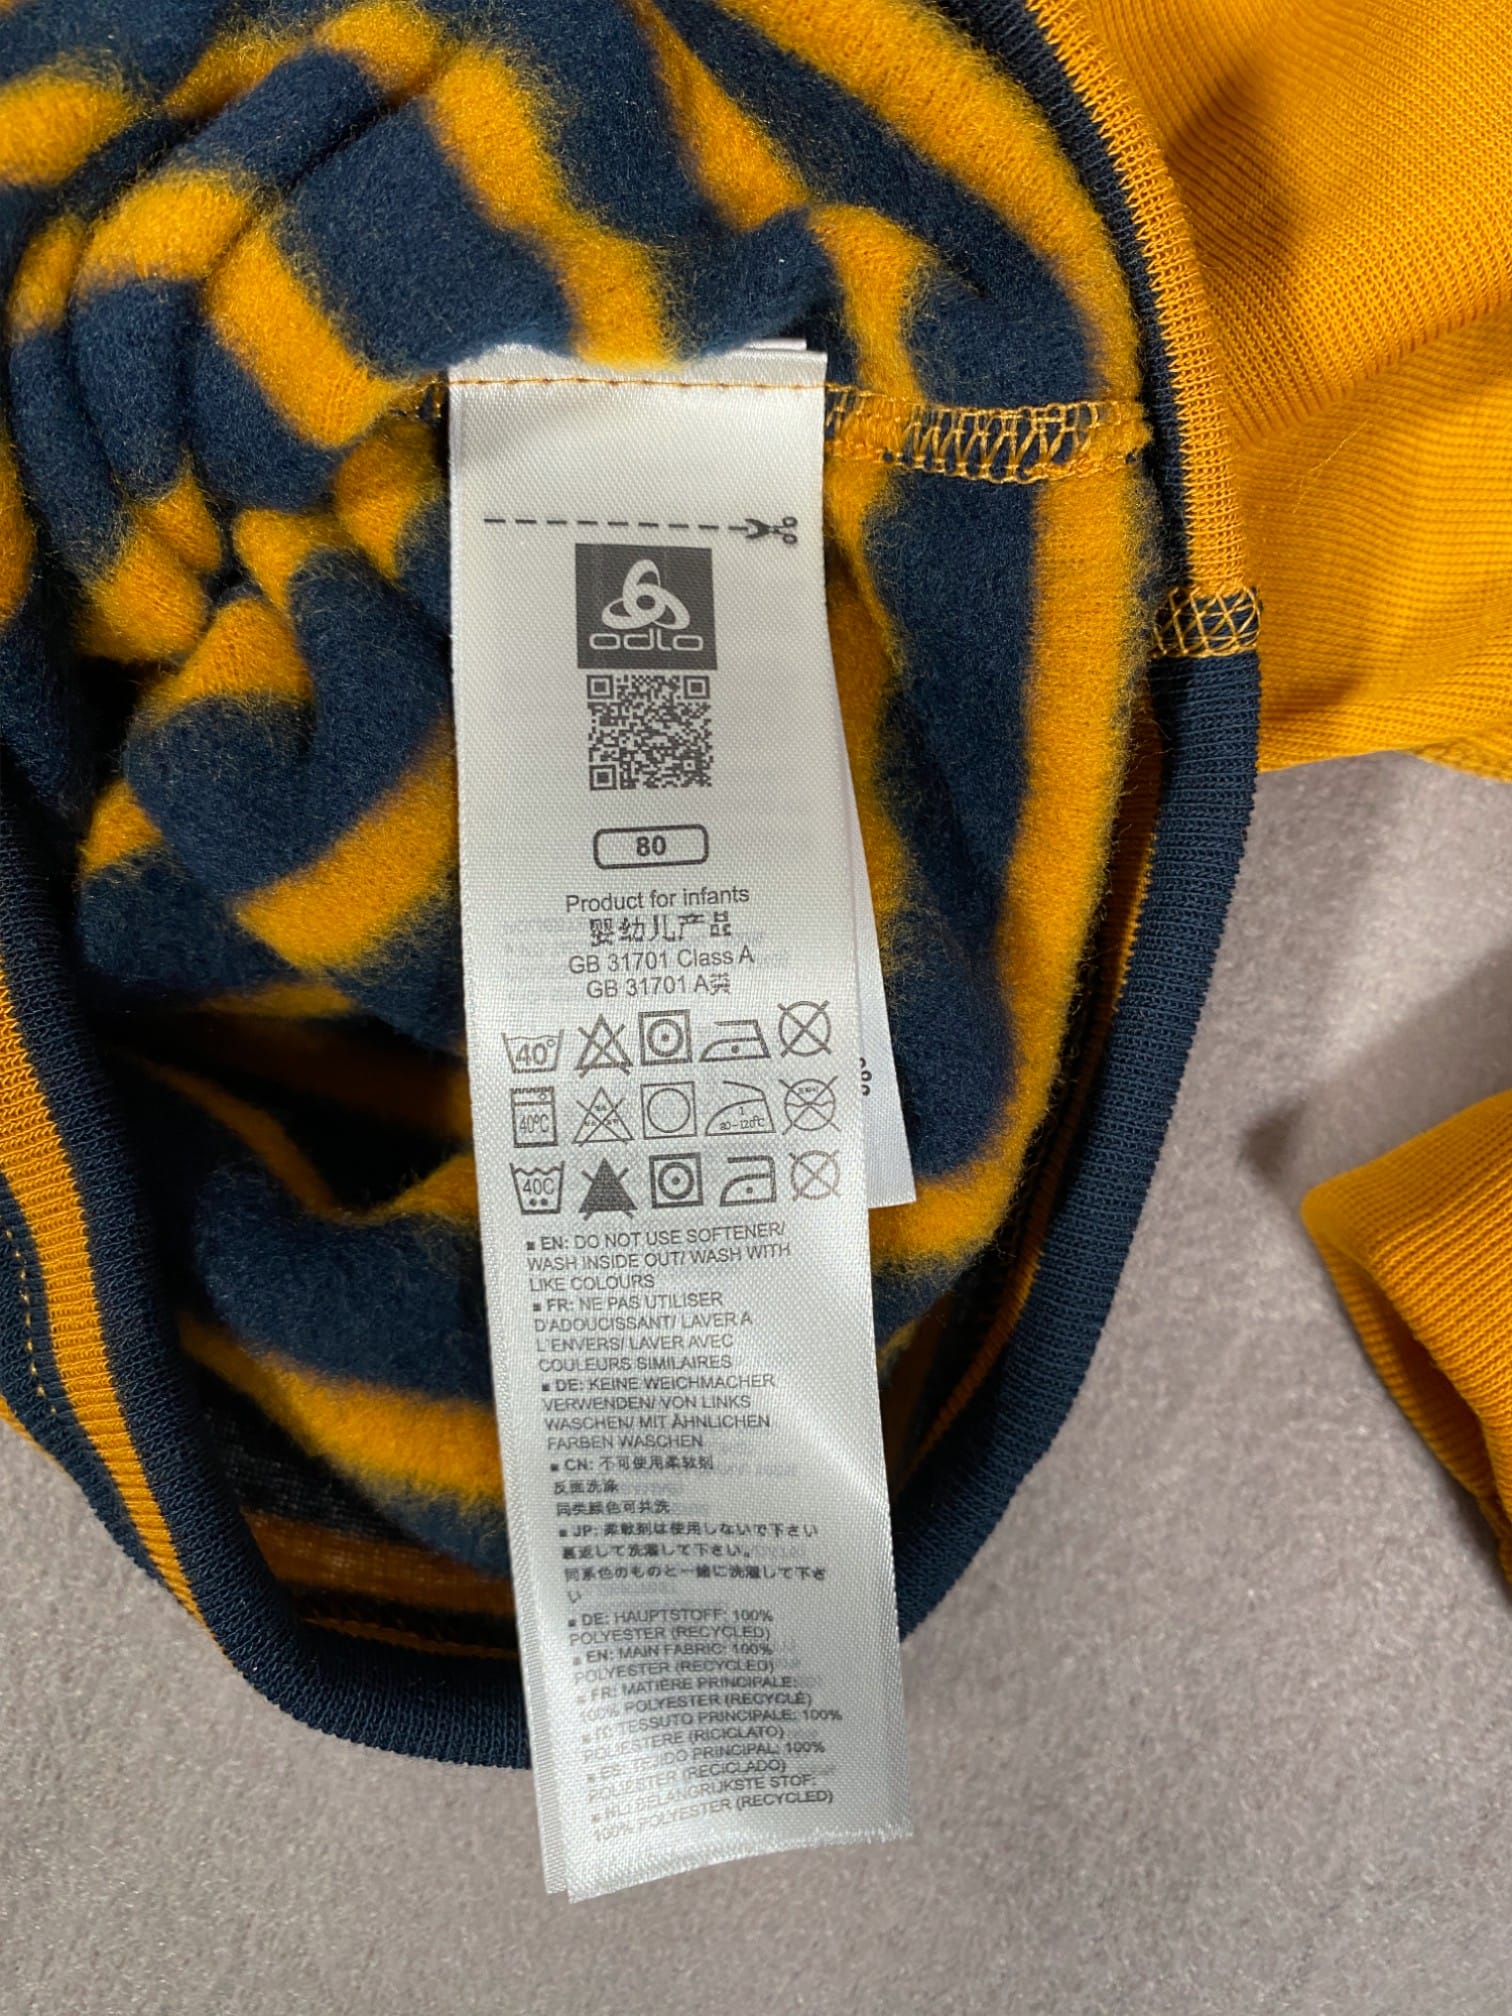 odlo
80
Product for infants
婴幼儿产品
GB 31701 Class A
GB 31701 A类
40°
40°C
80-120℃
40C
▪ EN: DO NOT USE SOFTENER/
WASH INSIDE OUT/ WASH WITH
LIKE COLOURS
▪ FR: NE PAS UTILISER
D'ADOUCISSANT/ LAVER A
L'ENVERS/ LAVER AVEC
COULEURS SIMILAIRES
▪ DE: KEINE WEICHMACHER
VERWENDEN/ VON LINKS
WASCHEN/ MIT ÄHNLICHEN
FARBEN WASCHEN
▪ CN: 不可使用柔软剂
反面洗涤
同类颜色可共洗
▪ JP: 柔軟剤は使用しないで下さい
裏返して洗濯して下さい。
同系色のものと一緒に洗濯して下さ
い
▪ DE: HAUPTSTOFF: 100%
POLYESTER (RECYCLED)
▪ EN: MAIN FABRIC: 100%
POLYESTER (RECYCLED)
▪ FR: MATIÈRE PRINCIPALE:
100% POLYESTER (RECYCLÉ)
▪ IT: TESSUTO PRINCIPALE: 100%
POLIESTERE (RICICLATO)
▪ ES: TEJIDO PRINCIPAL: 100%
POLIÉSTER (RECICLADO)
▪ NL: BELANGRIJKSTE STOF:
100% POLYESTER (RECYCLED)